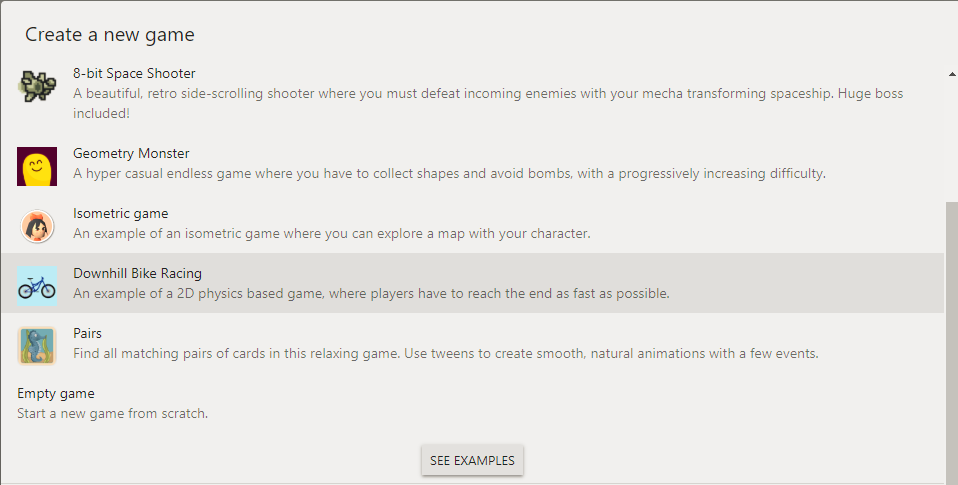 Create a new game
8-bit Space Shooter
A beautiful, retro side-scrolling shooter where you must defeat incoming enemies with your mecha transforming spaceship. Huge boss
included!
Geometry Monster
A hyper casual endless game where you have to collect shapes and avoid bombs, with a progressively increasing difficulty.
Isometric game
An example of an isometric game where you can explore a map with your character.
Downhill Bike Racing
An example of a 2D physics based game, where players have to reach the end as fast as possible.
Pairs
Find all matching pairs of cards in this relaxing game. Use tweens to create smooth, natural animations with a few events.
Empty game
Start a new game from scratch.
SEE EXAMPLES